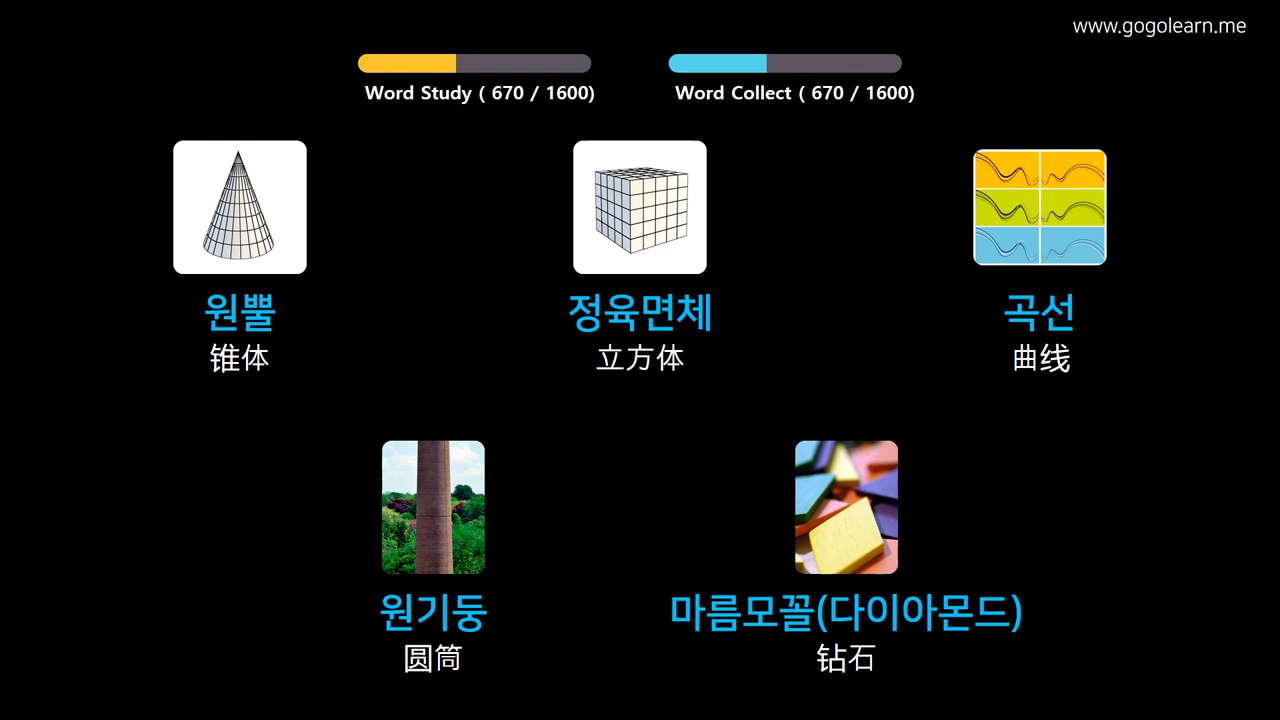 www.gogolearn.me
Word Study ( 670 / 1600)
Word Collect ( 670 / 1600)
원뿔
정육면체
곡선
锥体
立方体
曲线
원기둥
마름모꼴(다이아몬드)
圆筒
钻石